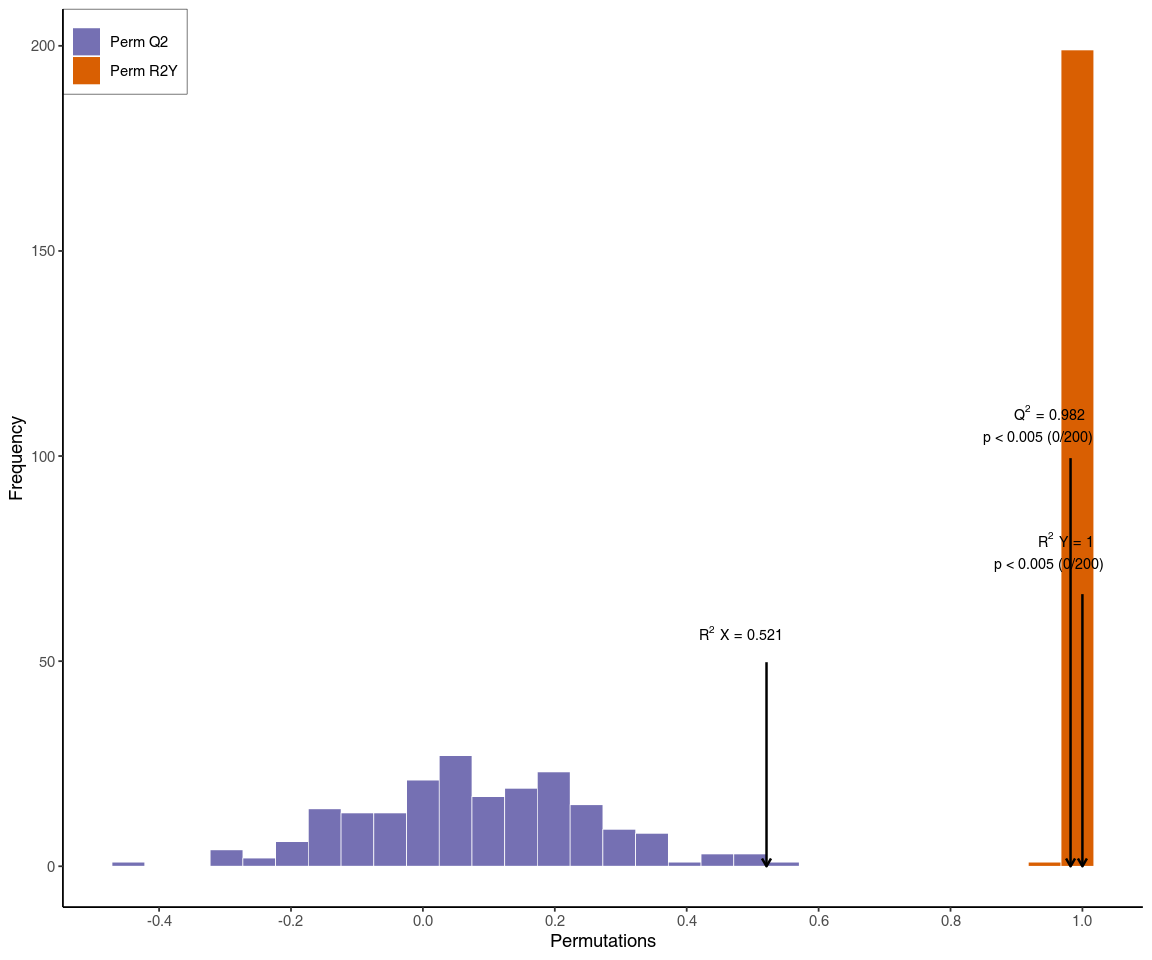 Perm Q2
Perm R2Y
200
150
100
50
0
Frequency
Q² = 0.982
p < 0.005 (0/200)
R² Y = 1
p < 0.005 (0/200)
R² X = 0.521
-0.4 -0.2 0.0 0.2 0.4 0.6 0.8 1.0
Permutations